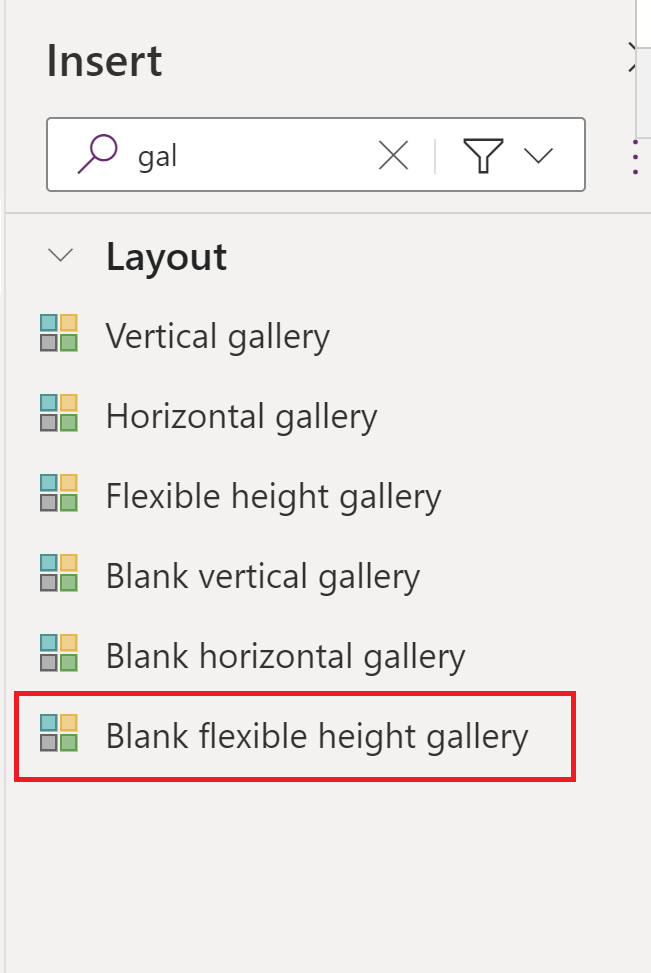 Insert
gal
Layout
Vertical gallery
Horizontal gallery
Flexible height gallery
Blank vertical gallery
Blank horizontal gallery
Blank flexible height gallery